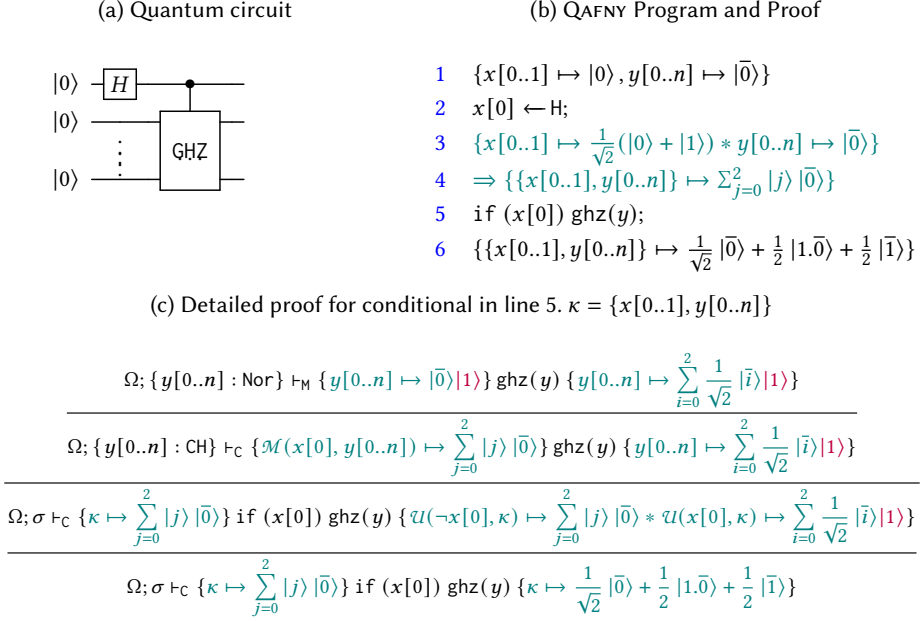 (a) Quantum circuit
(b) QAFNY Program and Proof
|0⟩ H
|0⟩
⋮ GHZ
|0⟩
1 {x[0..1] ↦ |0⟩ , y[0..n] ↦ |0̅⟩}
2 x[0] ← H;
3 {x[0..1] ↦ 1/√2 (|0⟩ + |1⟩) ∗ y[0..n] ↦ |0̅⟩}
4 ⇒ {{x[0..1], y[0..n]} ↦ Σ_{j=0}^{2} |j⟩ |0̅⟩}
5 if (x[0]) ghz(y);
6 {{x[0..1], y[0..n]} ↦ 1/√2 |0̅⟩ + 1/2 |1.0̅⟩ + 1/2 |1̅⟩}
(c) Detailed proof for conditional in line 5. κ = {x[0..1], y[0..n]}
Ω; {y[0..n] : Nor} ⊢_M {y[0..n] ↦ |0̅⟩|1⟩} ghz(y) {y[0..n] ↦ Σ_{i=0}^{2} 1/√2 |i̅⟩|1⟩}
Ω; {y[0..n] : CH} ⊢_C {ℳ(x[0], y[0..n]) ↦ Σ_{j=0}^{2} |j⟩ |0̅⟩} ghz(y) {y[0..n] ↦ Σ_{i=0}^{2} 1/√2 |i̅⟩|1⟩}
Ω; σ ⊢_C {κ ↦ Σ_{j=0}^{2} |j⟩ |0̅⟩} if (x[0]) ghz(y) {𝒰(¬x[0], κ) ↦ Σ_{j=0}^{2} |j⟩ |0̅⟩ ∗ 𝒰(x[0], κ) ↦ Σ_{i=0}^{2} 1/√2 |i̅⟩|1⟩}
Ω; σ ⊢_C {κ ↦ Σ_{j=0}^{2} |j⟩ |0̅⟩} if (x[0]) ghz(y) {κ ↦ 1/√2 |0̅⟩ + 1/2 |1.0̅⟩ + 1/2 |1̅⟩}